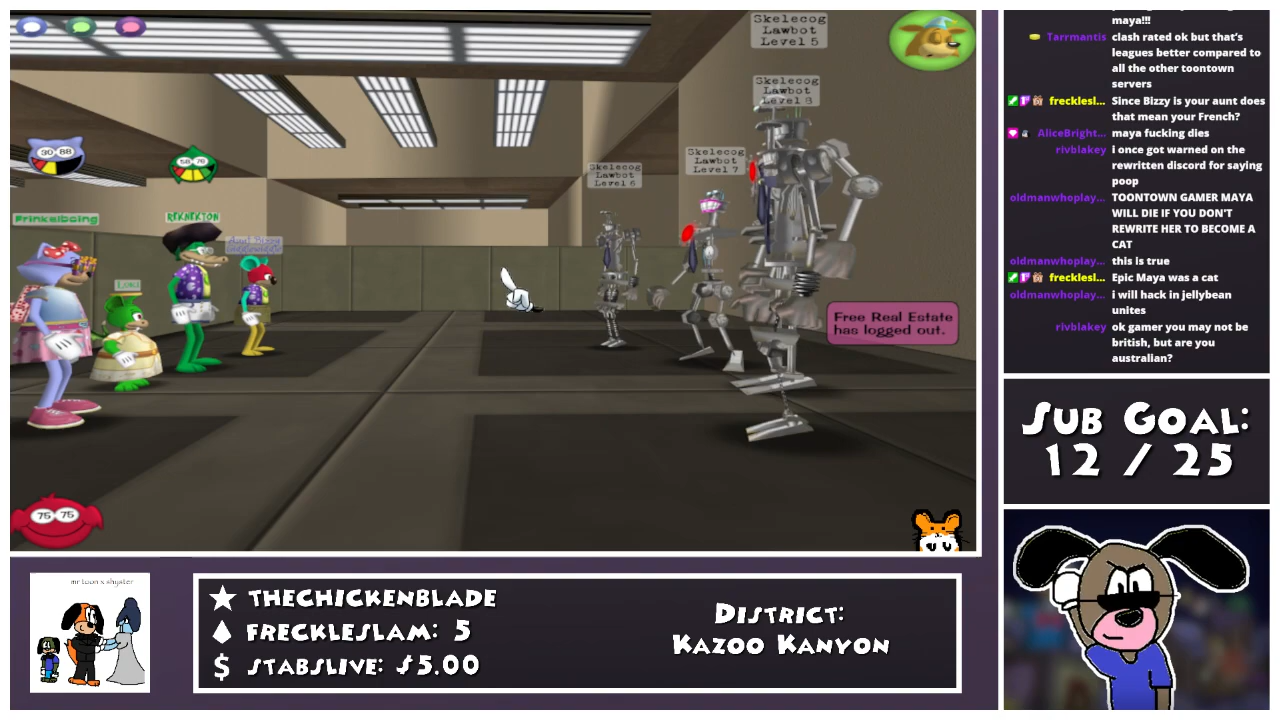 Skelecog
Lawbot
Level 5
Skelecog
Lawbot
Level 8
Skelecog
Lawbot
Level 7
Skelecog
Lawbot
Level 6
30 88
58 76
Frinkelboing
REKNEKTON
75 75
Free Real Estate
has logged out.
maya!!!
Tarrmantis clash rated ok but that's
leagues better compared to
all the other toontown
servers
frecklesl... Since Bizzy is your aunt does
that mean your French?
AliceBright... maya fucking dies
rivblakey i once got warned on the
rewritten discord for saying
poop
oldmanwhoplay... TOONTOWN GAMER MAYA
WILL DIE IF YOU DON'T
REWRITE HER TO BECOME A
CAT
oldmanwhoplay... this is true
frecklesl... Epic Maya was a cat
oldmanwhoplay... i will hack in jellybean
unites
rivblakey ok gamer you may not be
british, but are you
australian?
Sub Goal:
12 / 25
mr toon x shyster
thechickenblade
freckleslam: 5
stabslive: $5.00
District:
Kazoo Kanyon